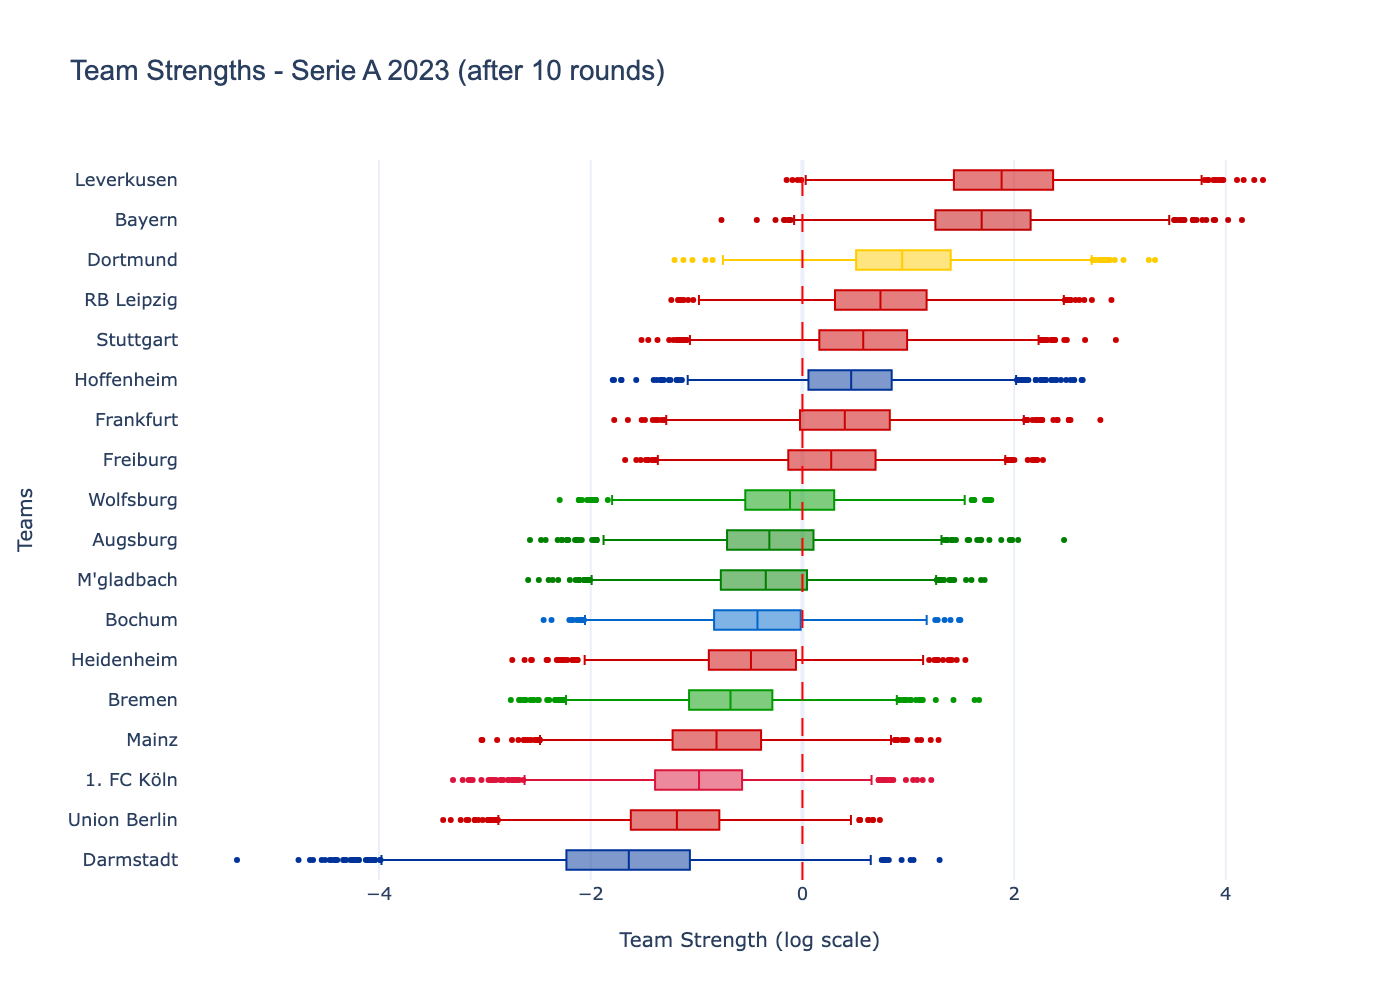 Team Strengths - Serie A 2023 (after 10 rounds)
Leverkusen
Bayern
Dortmund
RB Leipzig
Stuttgart
Hoffenheim
Frankfurt
Freiburg
Wolfsburg
Augsburg
M'gladbach
Bochum
Heidenheim
Bremen
Mainz
1. FC Köln
Union Berlin
Darmstadt
Teams
−4 −2 0 2 4
Team Strength (log scale)